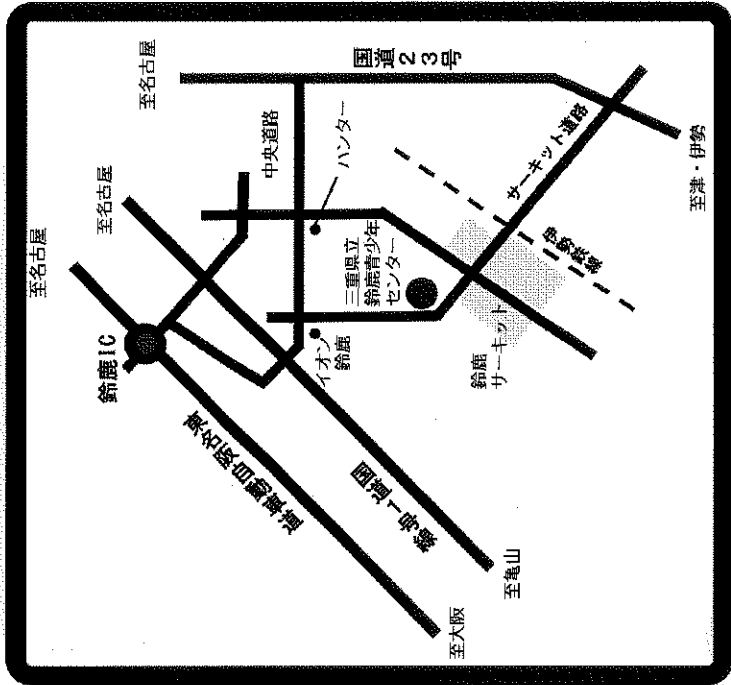 至名古屋
至名古屋
至名古屋
国道23号
中央道路
ハンター
鈴鹿IC
三重県立
鈴鹿青少年
センター
サーキット道路
伊勢鉄道
イオン
鈴鹿
鈴鹿
サーキット
東名阪自動車道
国道1号線
至津・伊勢
至亀山
至大阪